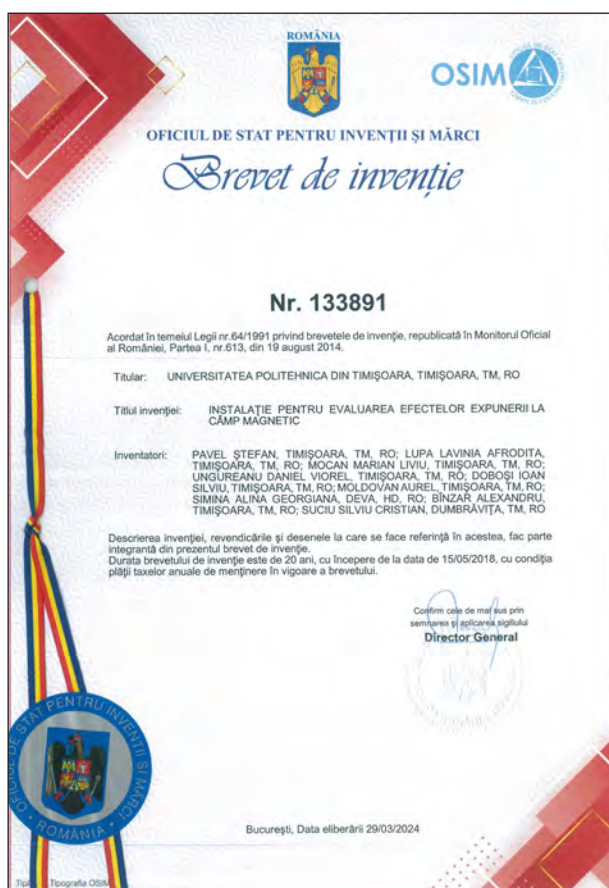 ROMÂNIA
OSIM
OFICIUL DE STAT PENTRU INVENȚII ȘI MĂRCI
Brevet de invenție
Nr. 133891
Acordat în temeiul Legii nr.64/1991 privind brevetele de invenție, republicată în Monitorul Oficial
al României, Partea I, nr.613, din 19 august 2014.
Titular: UNIVERSITATEA POLITEHNICA DIN TIMIȘOARA, TIMIȘOARA, TM, RO
Titlul invenției: INSTALAȚIE PENTRU EVALUAREA EFECTELOR EXPUNERII LA
CÂMP MAGNETIC
Inventatori: PAVEL ȘTEFAN, TIMIȘOARA, TM, RO; LUPA LAVINIA AFRODITA,
TIMIȘOARA, TM, RO; MOCAN MARIAN LIVIU, TIMIȘOARA, TM, RO;
UNGUREANU DANIEL VIOREL, TIMIȘOARA, TM, RO; DOBOȘI IOAN
SILVIU, TIMIȘOARA, TM, RO; MOLDOVAN AUREL, TIMIȘOARA, TM, RO;
SIMINA ALINA GEORGIANA, DEVA, HD, RO; BÎNZAR ALEXANDRU,
TIMIȘOARA, TM, RO; SUCIU SILVIU CRISTIAN, DUMBRĂVIȚA, TM, RO
Descrierea invenției, revendicările și desenele la care se face referință în acestea, fac parte
integrantă din prezentul brevet de invenție.
Durata brevetului de invenție este de 20 ani, cu începere de la data de 15/05/2018, cu condiția
plății taxelor anuale de menținere în vigoare a brevetului.
Confirm cele de mai sus prin
semnarea și aplicarea sigiliului
Director General
OFICIUL DE STAT PENTRU INVENȚII ȘI MĂRCI • ROMÂNIA •
București, Data eliberării 29/03/2024
Tipografia OSIM